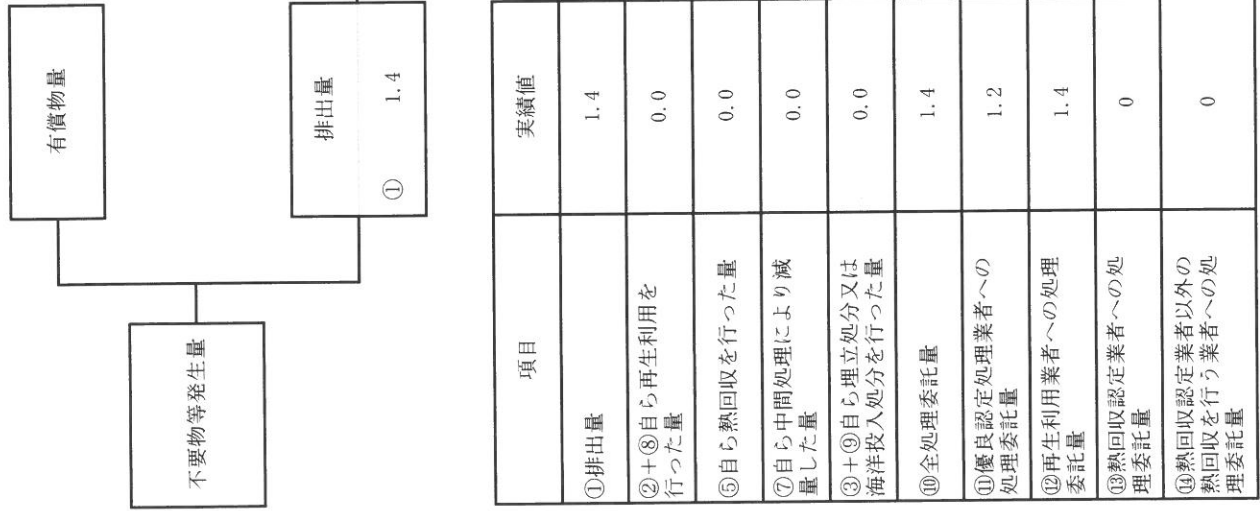 不要物等発生量
有償物量
排出量
① 1.4
項目 実績値
①排出量 1.4
②+⑧自ら再生利用を
行った量 0.0
⑤自ら熱回収を行った量 0.0
⑦自ら中間処理により減
量した量 0.0
③+⑨自ら埋立処分又は
海洋投入処分を行った量 0.0
⑩全処理委託量 1.4
⑪優良認定処理業者への
処理委託量 1.2
⑫再生利用業者への処理
委託量 1.4
⑬熱回収認定業者への処
理委託量 0
⑭熱回収認定業者以外の
熱回収を行う業者への処
理委託量 0